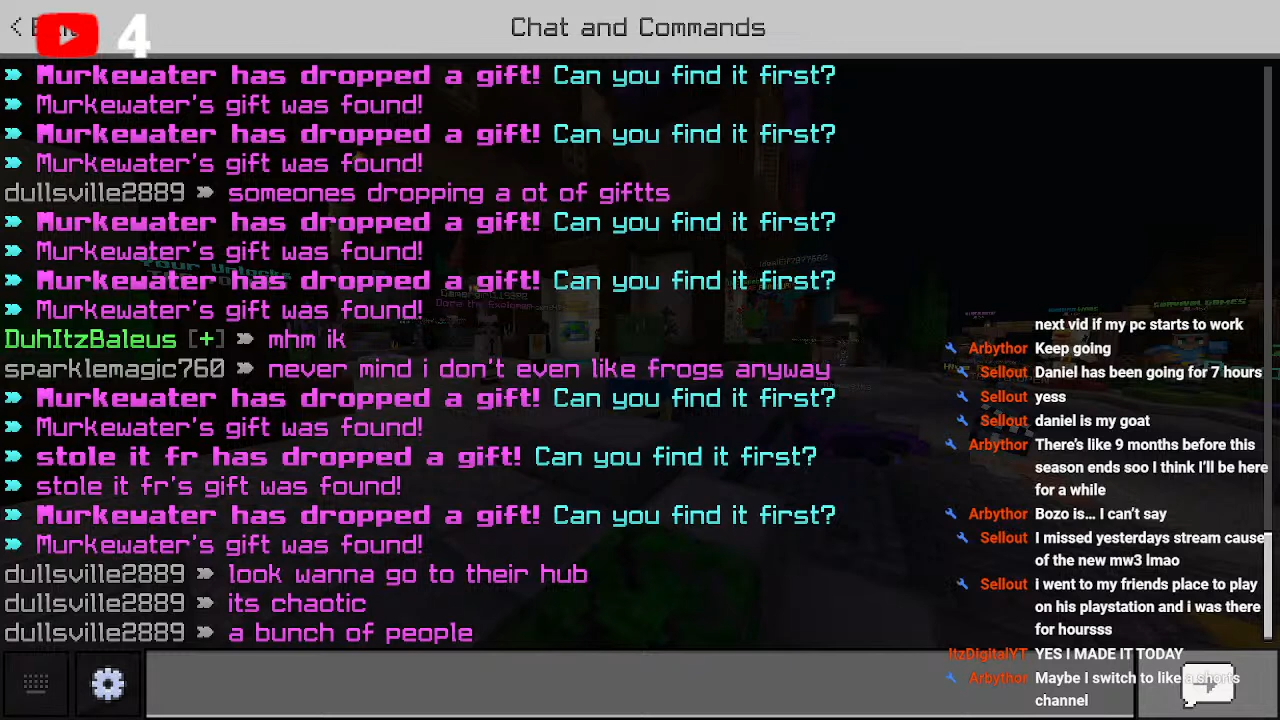 4
Chat and Commands
» Murkewater has dropped a gift! Can you find it first?
» Murkewater's gift was found!
» Murkewater has dropped a gift! Can you find it first?
» Murkewater's gift was found!
dullsville2889 » someones dropping a ot of giftts
» Murkewater has dropped a gift! Can you find it first?
» Murkewater's gift was found!
» Murkewater has dropped a gift! Can you find it first?
» Murkewater's gift was found!
DuhItzBaleus [+] » mhm ik
sparklemagic760 » never mind i don't even like frogs anyway
» Murkewater has dropped a gift! Can you find it first?
» Murkewater's gift was found!
» stole it fr has dropped a gift! Can you find it first?
» stole it fr's gift was found!
» Murkewater has dropped a gift! Can you find it first?
» Murkewater's gift was found!
dullsville2889 » look wanna go to their hub
dullsville2889 » its chaotic
dullsville2889 » a bunch of people
SURVIVAL GAMES
next vid if my pc starts to work
Arbythor Keep going
Sellout Daniel has been going for 7 hours
Sellout yess
Sellout daniel is my goat
Arbythor There's like 9 months before this
season ends soo I think I'll be here
for a while
Arbythor Bozo is... I can't say
Sellout I missed yesterdays stream cause
of the new mw3 lmao
Sellout i went to my friends place to play
on his playstation and i was there
for hoursss
ItzDigitalYT YES I MADE IT TODAY
Arbythor Maybe I switch to like a shorts
channel